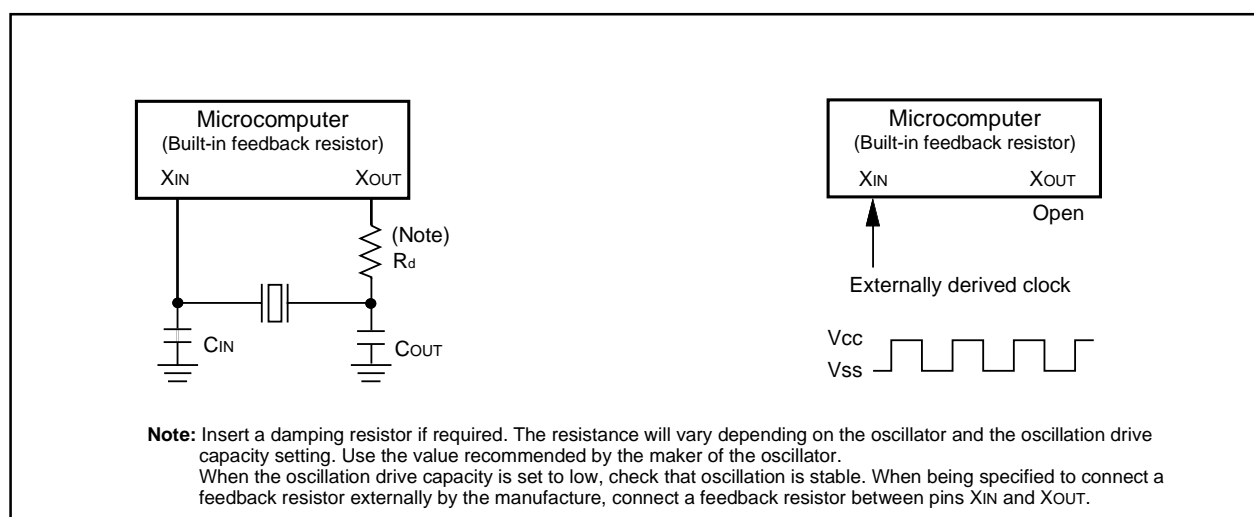 Microcomputer
(Built-in feedback resistor)
XIN XOUT
(Note)
Rd
CIN
COUT
Microcomputer
(Built-in feedback resistor)
XIN XOUT
Open
Externally derived clock
Vcc
Vss
Note: Insert a damping resistor if required. The resistance will vary depending on the oscillator and the oscillation drive
capacity setting. Use the value recommended by the maker of the oscillator.
When the oscillation drive capacity is set to low, check that oscillation is stable. When being specified to connect a
feedback resistor externally by the manufacture, connect a feedback resistor between pins XIN and XOUT.